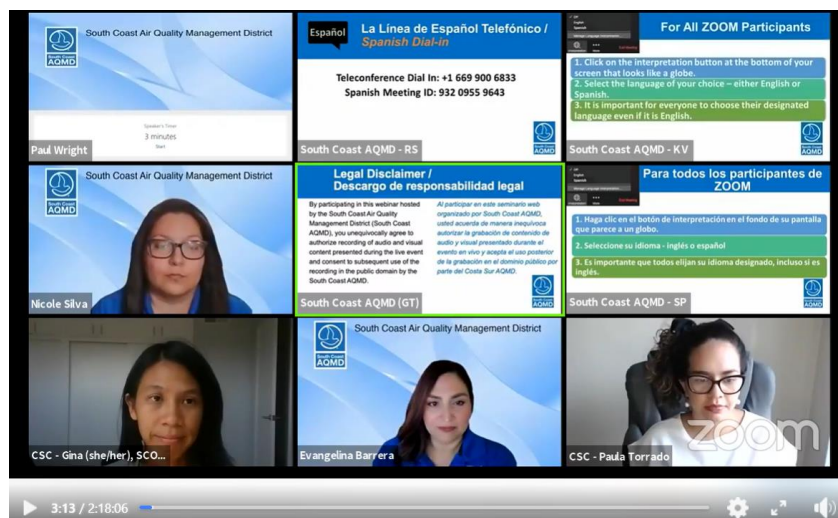 South Coast Air Quality Management District
South Coast
AQMD
Speaker's Timer
3 minutes
Start
Paul Wright
Español
La Línea de Español Telefónico /
Spanish Dial-in
Teleconference Dial In: +1 669 900 6833
Spanish Meeting ID: 932 0955 9643
South Coast
AQMD
South Coast AQMD - RS
For All ZOOM Participants
1. Click on the interpretation button at the bottom of your
screen that looks like a globe.
2. Select the language of your choice – either English or
Spanish.
3. It is important for everyone to choose their designated
language even if it is English.
South Coast
AQMD
South Coast AQMD - KV
South Coast Air Quality Management District
South Coast
AQMD
Nicole Silva
Legal Disclaimer /
Descargo de responsabilidad legal
By participating in this webinar hosted
by the South Coast Air Quality
Management District (South Coast
AQMD), you unequivocally agree to
authorize recording of audio and visual
content presented during the live event
and consent to subsequent use of the
recording in the public domain by the
South Coast AQMD.
Al participar en este seminario web
organizado por South Coast AQMD,
usted acuerda de manera inequívoca
autorizar la grabación de contenido de
audio y visual presentado durante el
evento en vivo y acepta el uso posterior
de la grabación en el dominio público por
parte del Costa Sur AQMD.
South Coast
AQMD
South Coast AQMD (GT)
Para todos los participantes de
ZOOM
1. Haga clic en el botón de interpretación en el fondo de su pantalla
que parece a un globo.
2. Seleccione su idioma - inglés o español
3. Es importante que todos elijan su idioma designado, incluso si es
inglés.
South Coast
AQMD
South Coast AQMD - SP
CSC - Gina (she/her), SCO...
South Coast Air Quality Management District
South Coast
AQMD
Evangelina Barrera
CSC - Paula Torrado
zoom
3:13 / 2:18:06